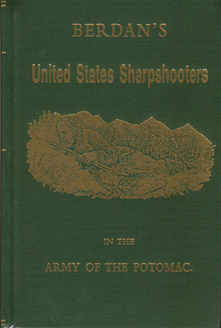 BERDAN'S
United States Sharpshooters
IN THE
ARMY OF THE POTOMAC.